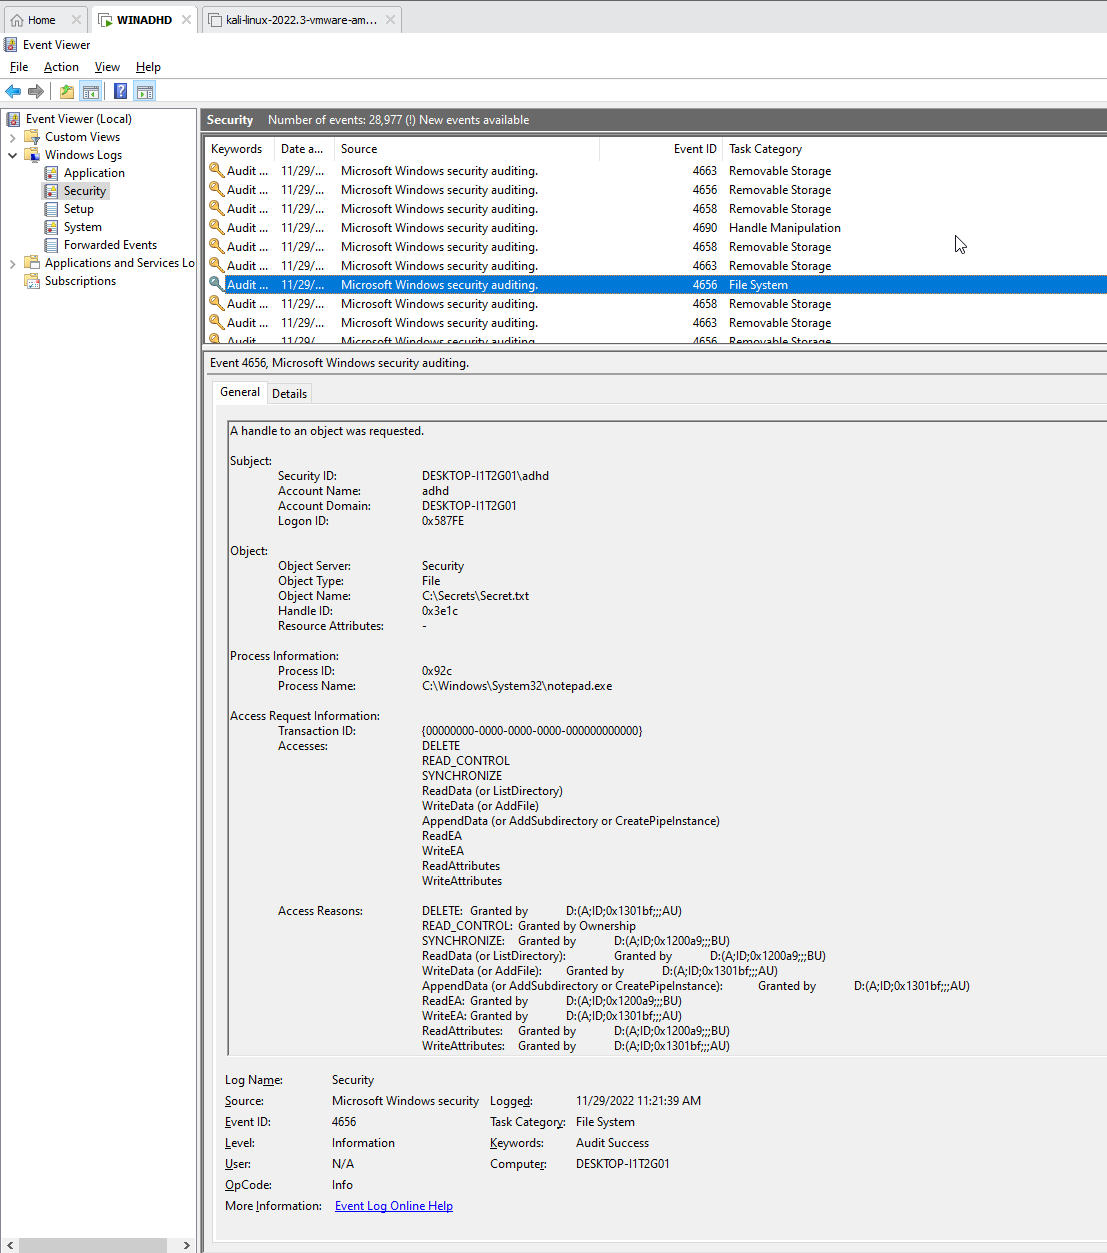 Home
WINADHD
kali-linux-2022.3-vmware-am...
Event Viewer
File Action View Help
Event Viewer (Local)
Custom Views
Windows Logs
Application
Security
Setup
System
Forwarded Events
Applications and Services Lo
Subscriptions
Security Number of events: 28,977 (!) New events available
Keywords Date a... Source Event ID Task Category
Audit ... 11/29/... Microsoft Windows security auditing. 4663 Removable Storage
Audit ... 11/29/... Microsoft Windows security auditing. 4656 Removable Storage
Audit ... 11/29/... Microsoft Windows security auditing. 4658 Removable Storage
Audit ... 11/29/... Microsoft Windows security auditing. 4690 Handle Manipulation
Audit ... 11/29/... Microsoft Windows security auditing. 4658 Removable Storage
Audit ... 11/29/... Microsoft Windows security auditing. 4663 Removable Storage
Audit ... 11/29/... Microsoft Windows security auditing. 4656 File System
Audit ... 11/29/... Microsoft Windows security auditing. 4658 Removable Storage
Audit ... 11/29/... Microsoft Windows security auditing. 4663 Removable Storage
Audit ... 11/29/... Microsoft Windows security auditing. 4656 Removable Storage
Event 4656, Microsoft Windows security auditing.
General Details
A handle to an object was requested.
Subject:
Security ID: DESKTOP-I1T2G01\adhd
Account Name: adhd
Account Domain: DESKTOP-I1T2G01
Logon ID: 0x587FE
Object:
Object Server: Security
Object Type: File
Object Name: C:\Secrets\Secret.txt
Handle ID: 0x3e1c
Resource Attributes: -
Process Information:
Process ID: 0x92c
Process Name: C:\Windows\System32\notepad.exe
Access Request Information:
Transaction ID: {00000000-0000-0000-0000-000000000000}
Accesses: DELETE
READ_CONTROL
SYNCHRONIZE
ReadData (or ListDirectory)
WriteData (or AddFile)
AppendData (or AddSubdirectory or CreatePipeInstance)
ReadEA
WriteEA
ReadAttributes
WriteAttributes
Access Reasons: DELETE: Granted by D:(A;ID;0x1301bf;;;AU)
READ_CONTROL: Granted by Ownership
SYNCHRONIZE: Granted by D:(A;ID;0x1200a9;;;BU)
ReadData (or ListDirectory): Granted by D:(A;ID;0x1200a9;;;BU)
WriteData (or AddFile): Granted by D:(A;ID;0x1301bf;;;AU)
AppendData (or AddSubdirectory or CreatePipeInstance): Granted by D:(A;ID;0x1301bf;;;AU)
ReadEA: Granted by D:(A;ID;0x1200a9;;;BU)
WriteEA: Granted by D:(A;ID;0x1301bf;;;AU)
ReadAttributes: Granted by D:(A;ID;0x1200a9;;;BU)
WriteAttributes: Granted by D:(A;ID;0x1301bf;;;AU)
Log Name: Security
Source: Microsoft Windows security Logged: 11/29/2022 11:21:39 AM
Event ID: 4656 Task Category: File System
Level: Information Keywords: Audit Success
User: N/A Computer: DESKTOP-I1T2G01
OpCode: Info
More Information: Event Log Online Help